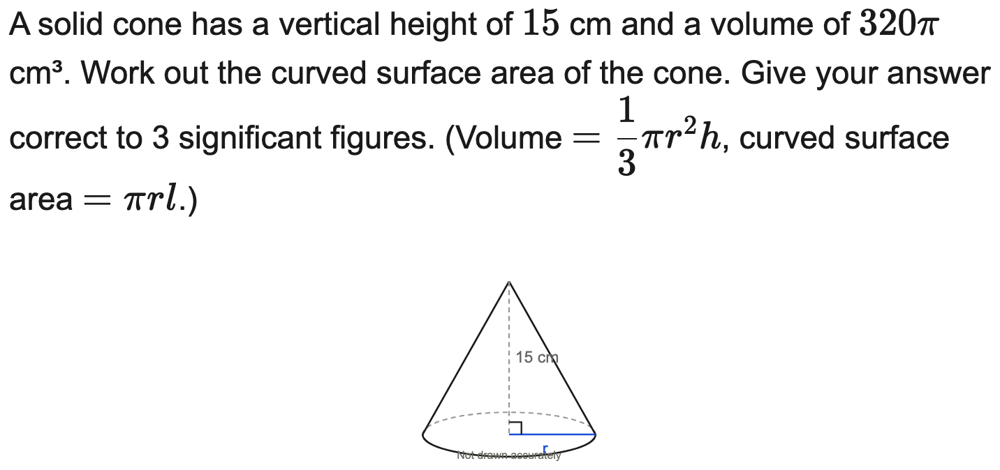 A solid cone has a vertical height of 15 cm and a volume of 320π
cm³. Work out the curved surface area of the cone. Give your answer
correct to 3 significant figures. (Volume = 1/3 πr²h, curved surface
area = πrl.)
15 cm
r
Not drawn accurately